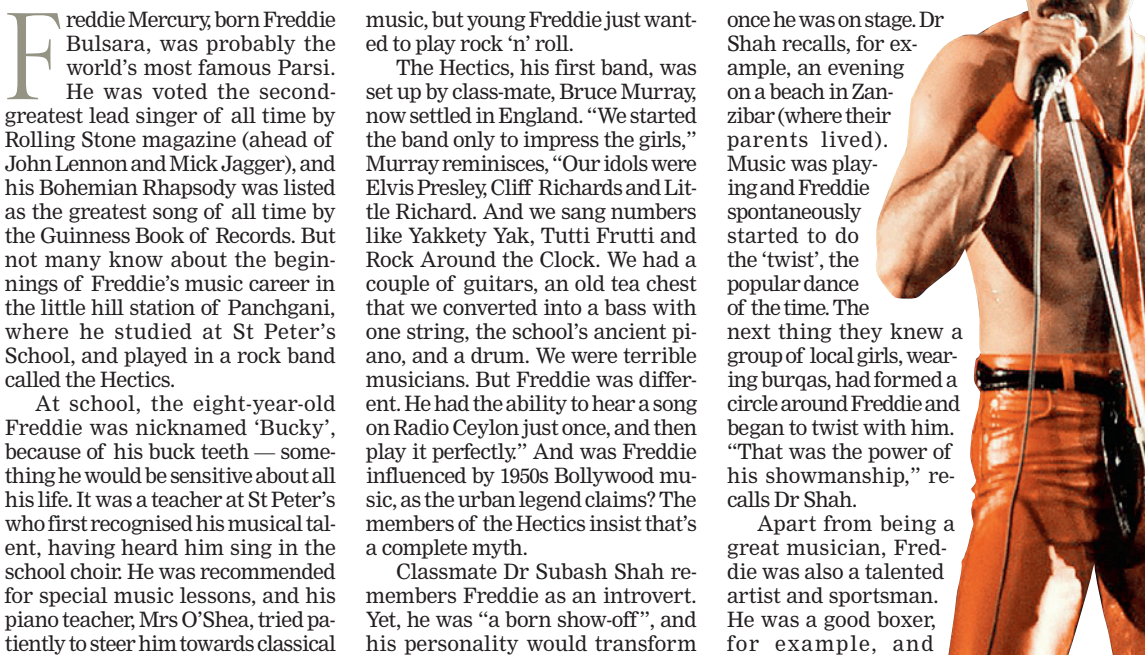 Freddie Mercury, born Freddie
Bulsara, was probably the
world's most famous Parsi.
He was voted the second-
greatest lead singer of all time by
Rolling Stone magazine (ahead of
John Lennon and Mick Jagger), and
his Bohemian Rhapsody was listed
as the greatest song of all time by
the Guinness Book of Records. But
not many know about the begin-
nings of Freddie's music career in
the little hill station of Panchgani,
where he studied at St Peter's
School, and played in a rock band
called the Hectics.
At school, the eight-year-old
Freddie was nicknamed 'Bucky',
because of his buck teeth — some-
thing he would be sensitive about all
his life. It was a teacher at St Peter's
who first recognised his musical tal-
ent, having heard him sing in the
school choir. He was recommended
for special music lessons, and his
piano teacher, Mrs O'Shea, tried pa-
tiently to steer him towards classical
music, but young Freddie just want-
ed to play rock 'n' roll.
The Hectics, his first band, was
set up by class-mate, Bruce Murray,
now settled in England. "We started
the band only to impress the girls,"
Murray reminisces, "Our idols were
Elvis Presley, Cliff Richards and Lit-
tle Richard. And we sang numbers
like Yakkety Yak, Tutti Frutti and
Rock Around the Clock. We had a
couple of guitars, an old tea chest
that we converted into a bass with
one string, the school's ancient pi-
ano, and a drum. We were terrible
musicians. But Freddie was differ-
ent. He had the ability to hear a song
on Radio Ceylon just once, and then
play it perfectly." And was Freddie
influenced by 1950s Bollywood mu-
sic, as the urban legend claims? The
members of the Hectics insist that's
a complete myth.
Classmate Dr Subash Shah re-
members Freddie as an introvert.
Yet, he was "a born show-off", and
his personality would transform
once he was on stage. Dr
Shah recalls, for ex-
ample, an evening
on a beach in Zan-
zibar (where their
parents lived).
Music was play-
ing and Freddie
spontaneously
started to do
the 'twist', the
popular dance
of the time. The
next thing they knew a
group of local girls, wear-
ing burqas, had formed a
circle around Freddie and
began to twist with him.
"That was the power of
his showmanship," re-
calls Dr Shah.
Apart from being a
great musician, Fred-
die was also a talented
artist and sportsman.
He was a good boxer,
for example, and